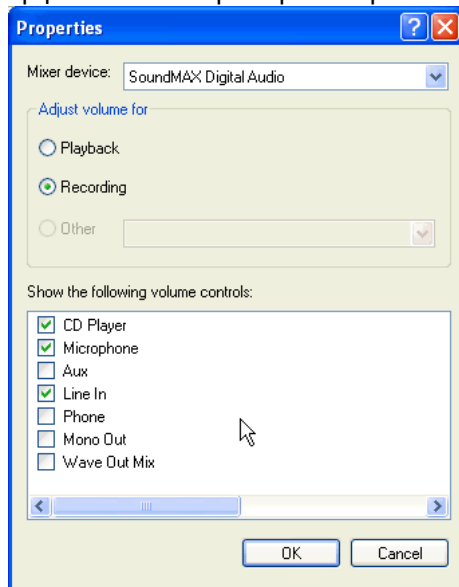 Properties
Mixer device: SoundMAX Digital Audio
Adjust volume for
Playback
Recording
Other
Show the following volume controls:
CD Player
Microphone
Aux
Line In
Phone
Mono Out
Wave Out Mix
OK Cancel